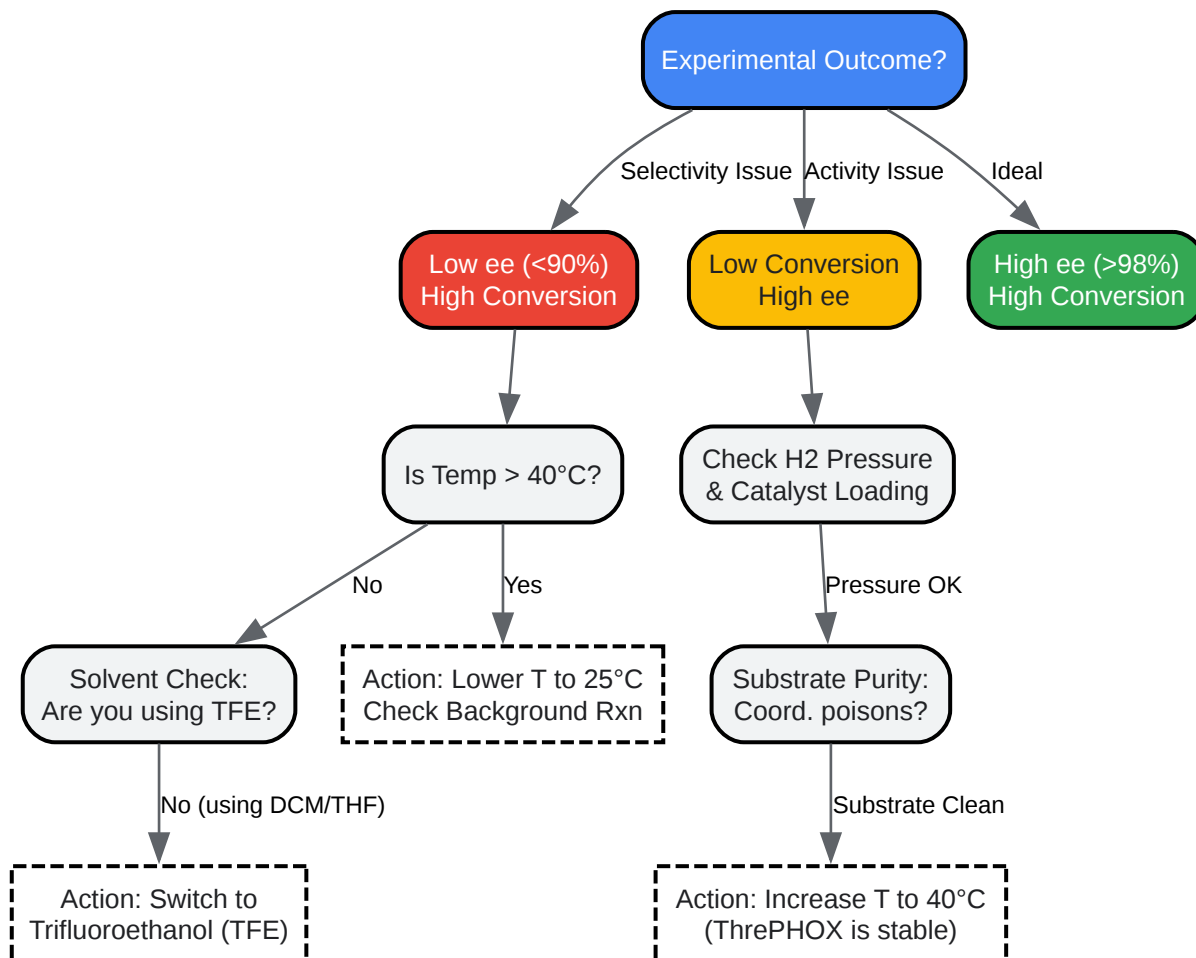 Experimental Outcome?
Selectivity Issue
Activity Issue
Ideal
Low ee (<90%)
High Conversion
Low Conversion
High ee
High ee (>98%)
High Conversion
Is Temp > 40°C?
Check H2 Pressure
& Catalyst Loading
No
Yes
Pressure OK
Solvent Check:
Are you using TFE?
Action: Lower T to 25°C
Check Background Rxn
Substrate Purity:
Coord. poisons?
No (using DCM/THF)
Substrate Clean
Action: Switch to
Trifluoroethanol (TFE)
Action: Increase T to 40°C
(ThrePHOX is stable)